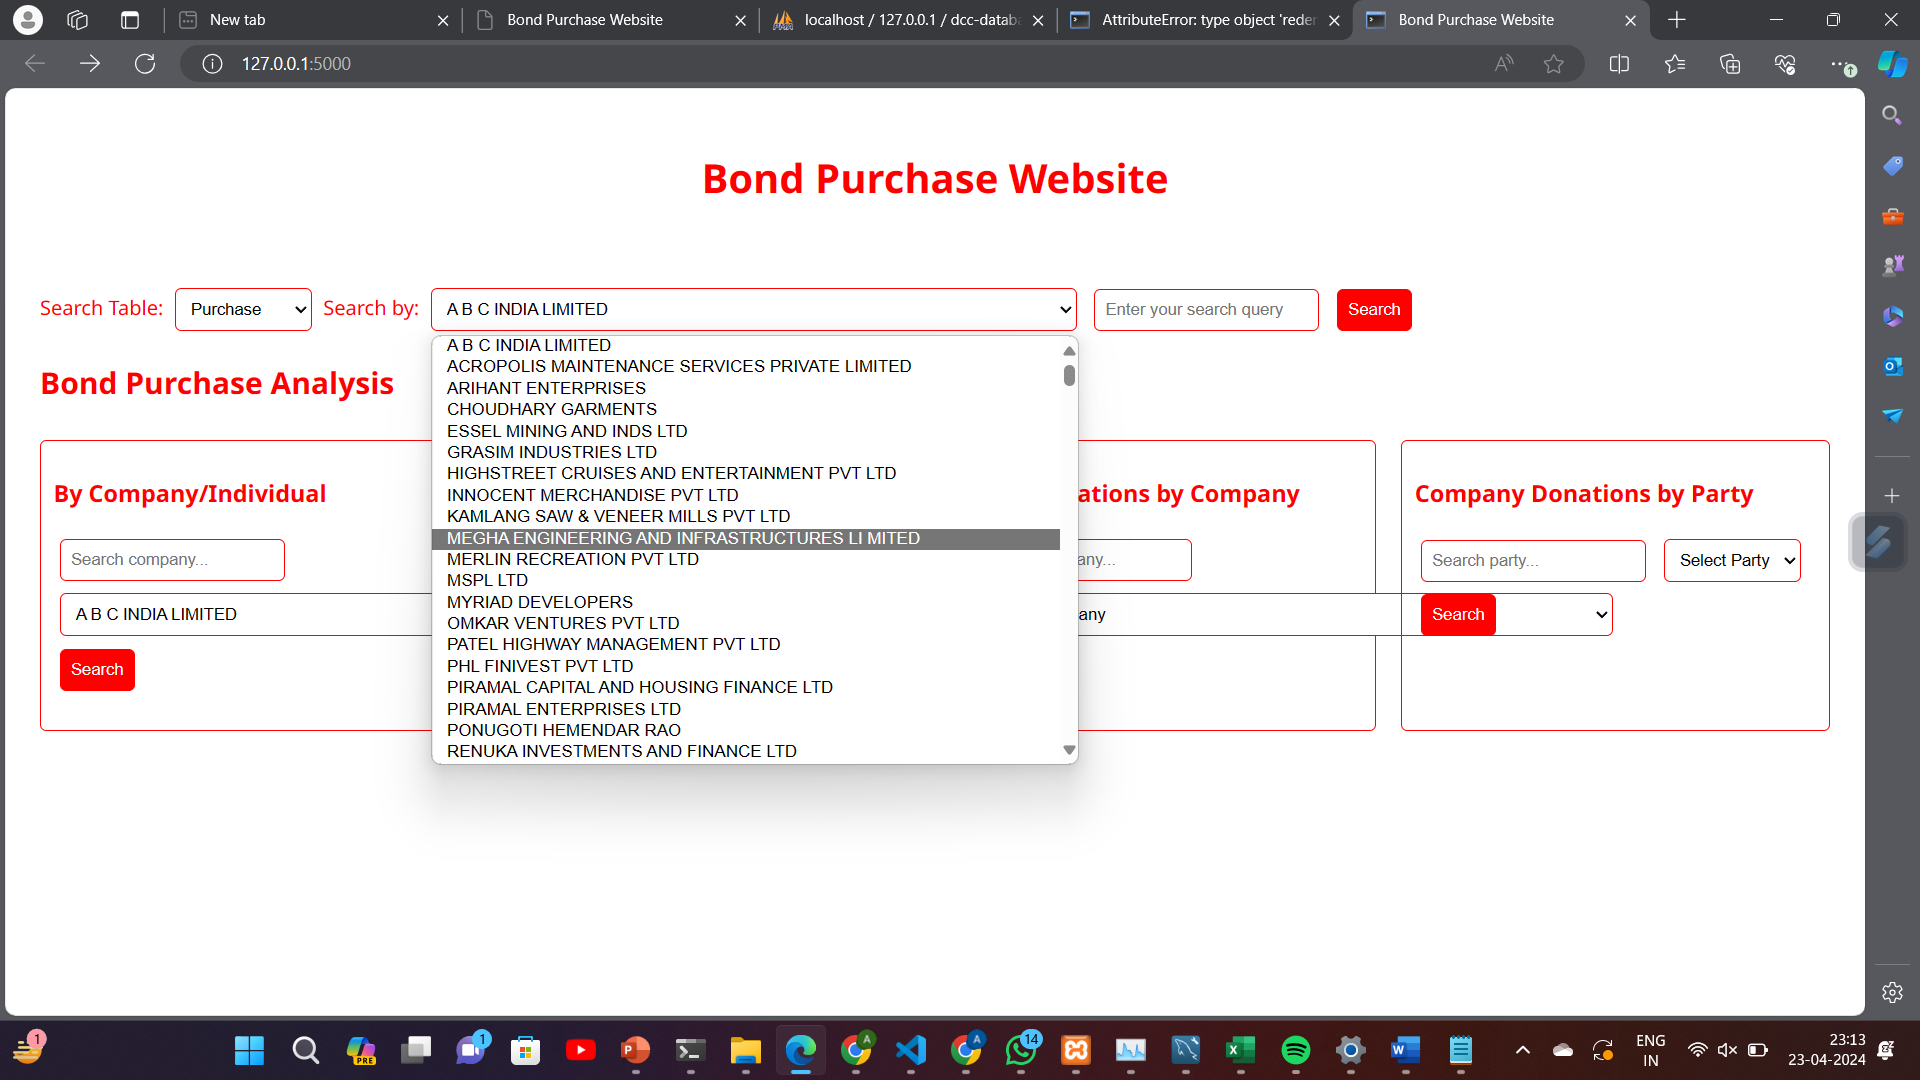 New tab
Bond Purchase Website
localhost / 127.0.0.1 / dcc-databa
AttributeError: type object 'reder
Bond Purchase Website
127.0.0.1:5000
Bond Purchase Website
Search Table:
Purchase
Search by:
A B C INDIA LIMITED
Enter your search query
Search
A B C INDIA LIMITED
ACROPOLIS MAINTENANCE SERVICES PRIVATE LIMITED
ARIHANT ENTERPRISES
CHOUDHARY GARMENTS
ESSEL MINING AND INDS LTD
GRASIM INDUSTRIES LTD
HIGHSTREET CRUISES AND ENTERTAINMENT PVT LTD
INNOCENT MERCHANDISE PVT LTD
KAMLANG SAW & VENEER MILLS PVT LTD
MEGHA ENGINEERING AND INFRASTRUCTURES LI MITED
MERLIN RECREATION PVT LTD
MSPL LTD
MYRIAD DEVELOPERS
OMKAR VENTURES PVT LTD
PATEL HIGHWAY MANAGEMENT PVT LTD
PHL FINIVEST PVT LTD
PIRAMAL CAPITAL AND HOUSING FINANCE LTD
PIRAMAL ENTERPRISES LTD
PONUGOTI HEMENDAR RAO
RENUKA INVESTMENTS AND FINANCE LTD
Bond Purchase Analysis
By Company/Individual
Search company...
A B C INDIA LIMITED
Search
ations by Company
any...
any
Company Donations by Party
Search party...
Select Party
Search
1
PRE
1
A
A
14
ENG
IN
23:13
23-04-2024